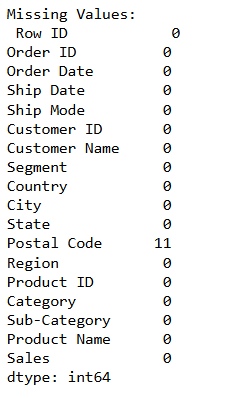 Missing Values:
 Row ID            0
Order ID           0
Order Date         0
Ship Date          0
Ship Mode          0
Customer ID        0
Customer Name      0
Segment            0
Country            0
City               0
State              0
Postal Code       11
Region             0
Product ID         0
Category           0
Sub-Category       0
Product Name       0
Sales              0
dtype: int64